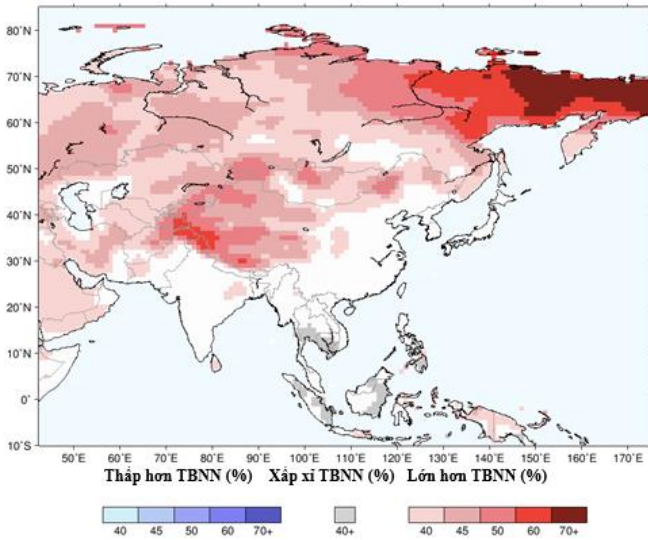 80˚N
70˚N
60˚N
50˚N
40˚N
30˚N
20˚N
10˚N
0˚
10˚S
50˚E 60˚E 70˚E 80˚E 90˚E 100˚E 110˚E 120˚E 130˚E 140˚E 150˚E 160˚E 170˚E
Thấp hơn TBNN (%) Xấp xỉ TBNN (%) Lớn hơn TBNN (%)
40 45 50 60 70+ 40+ 40 45 50 60 70+